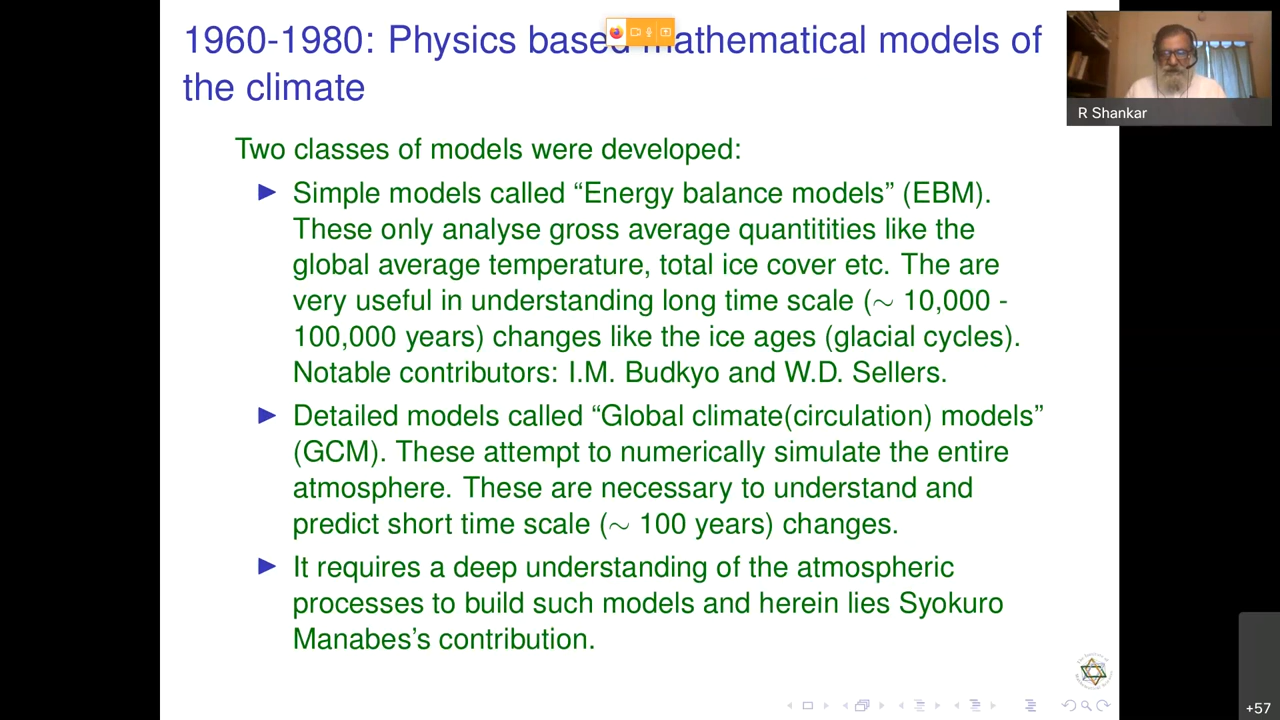 1960-1980: Physics based mathematical models of
the climate
R Shankar
Two classes of models were developed:
Simple models called “Energy balance models” (EBM).
These only analyse gross average quantitities like the
global average temperature, total ice cover etc. The are
very useful in understanding long time scale (∼ 10,000 -
100,000 years) changes like the ice ages (glacial cycles).
Notable contributors: I.M. Budkyo and W.D. Sellers.
Detailed models called “Global climate(circulation) models”
(GCM). These attempt to numerically simulate the entire
atmosphere. These are necessary to understand and
predict short time scale (∼ 100 years) changes.
It requires a deep understanding of the atmospheric
processes to build such models and herein lies Syokuro
Manabes’s contribution.
+57